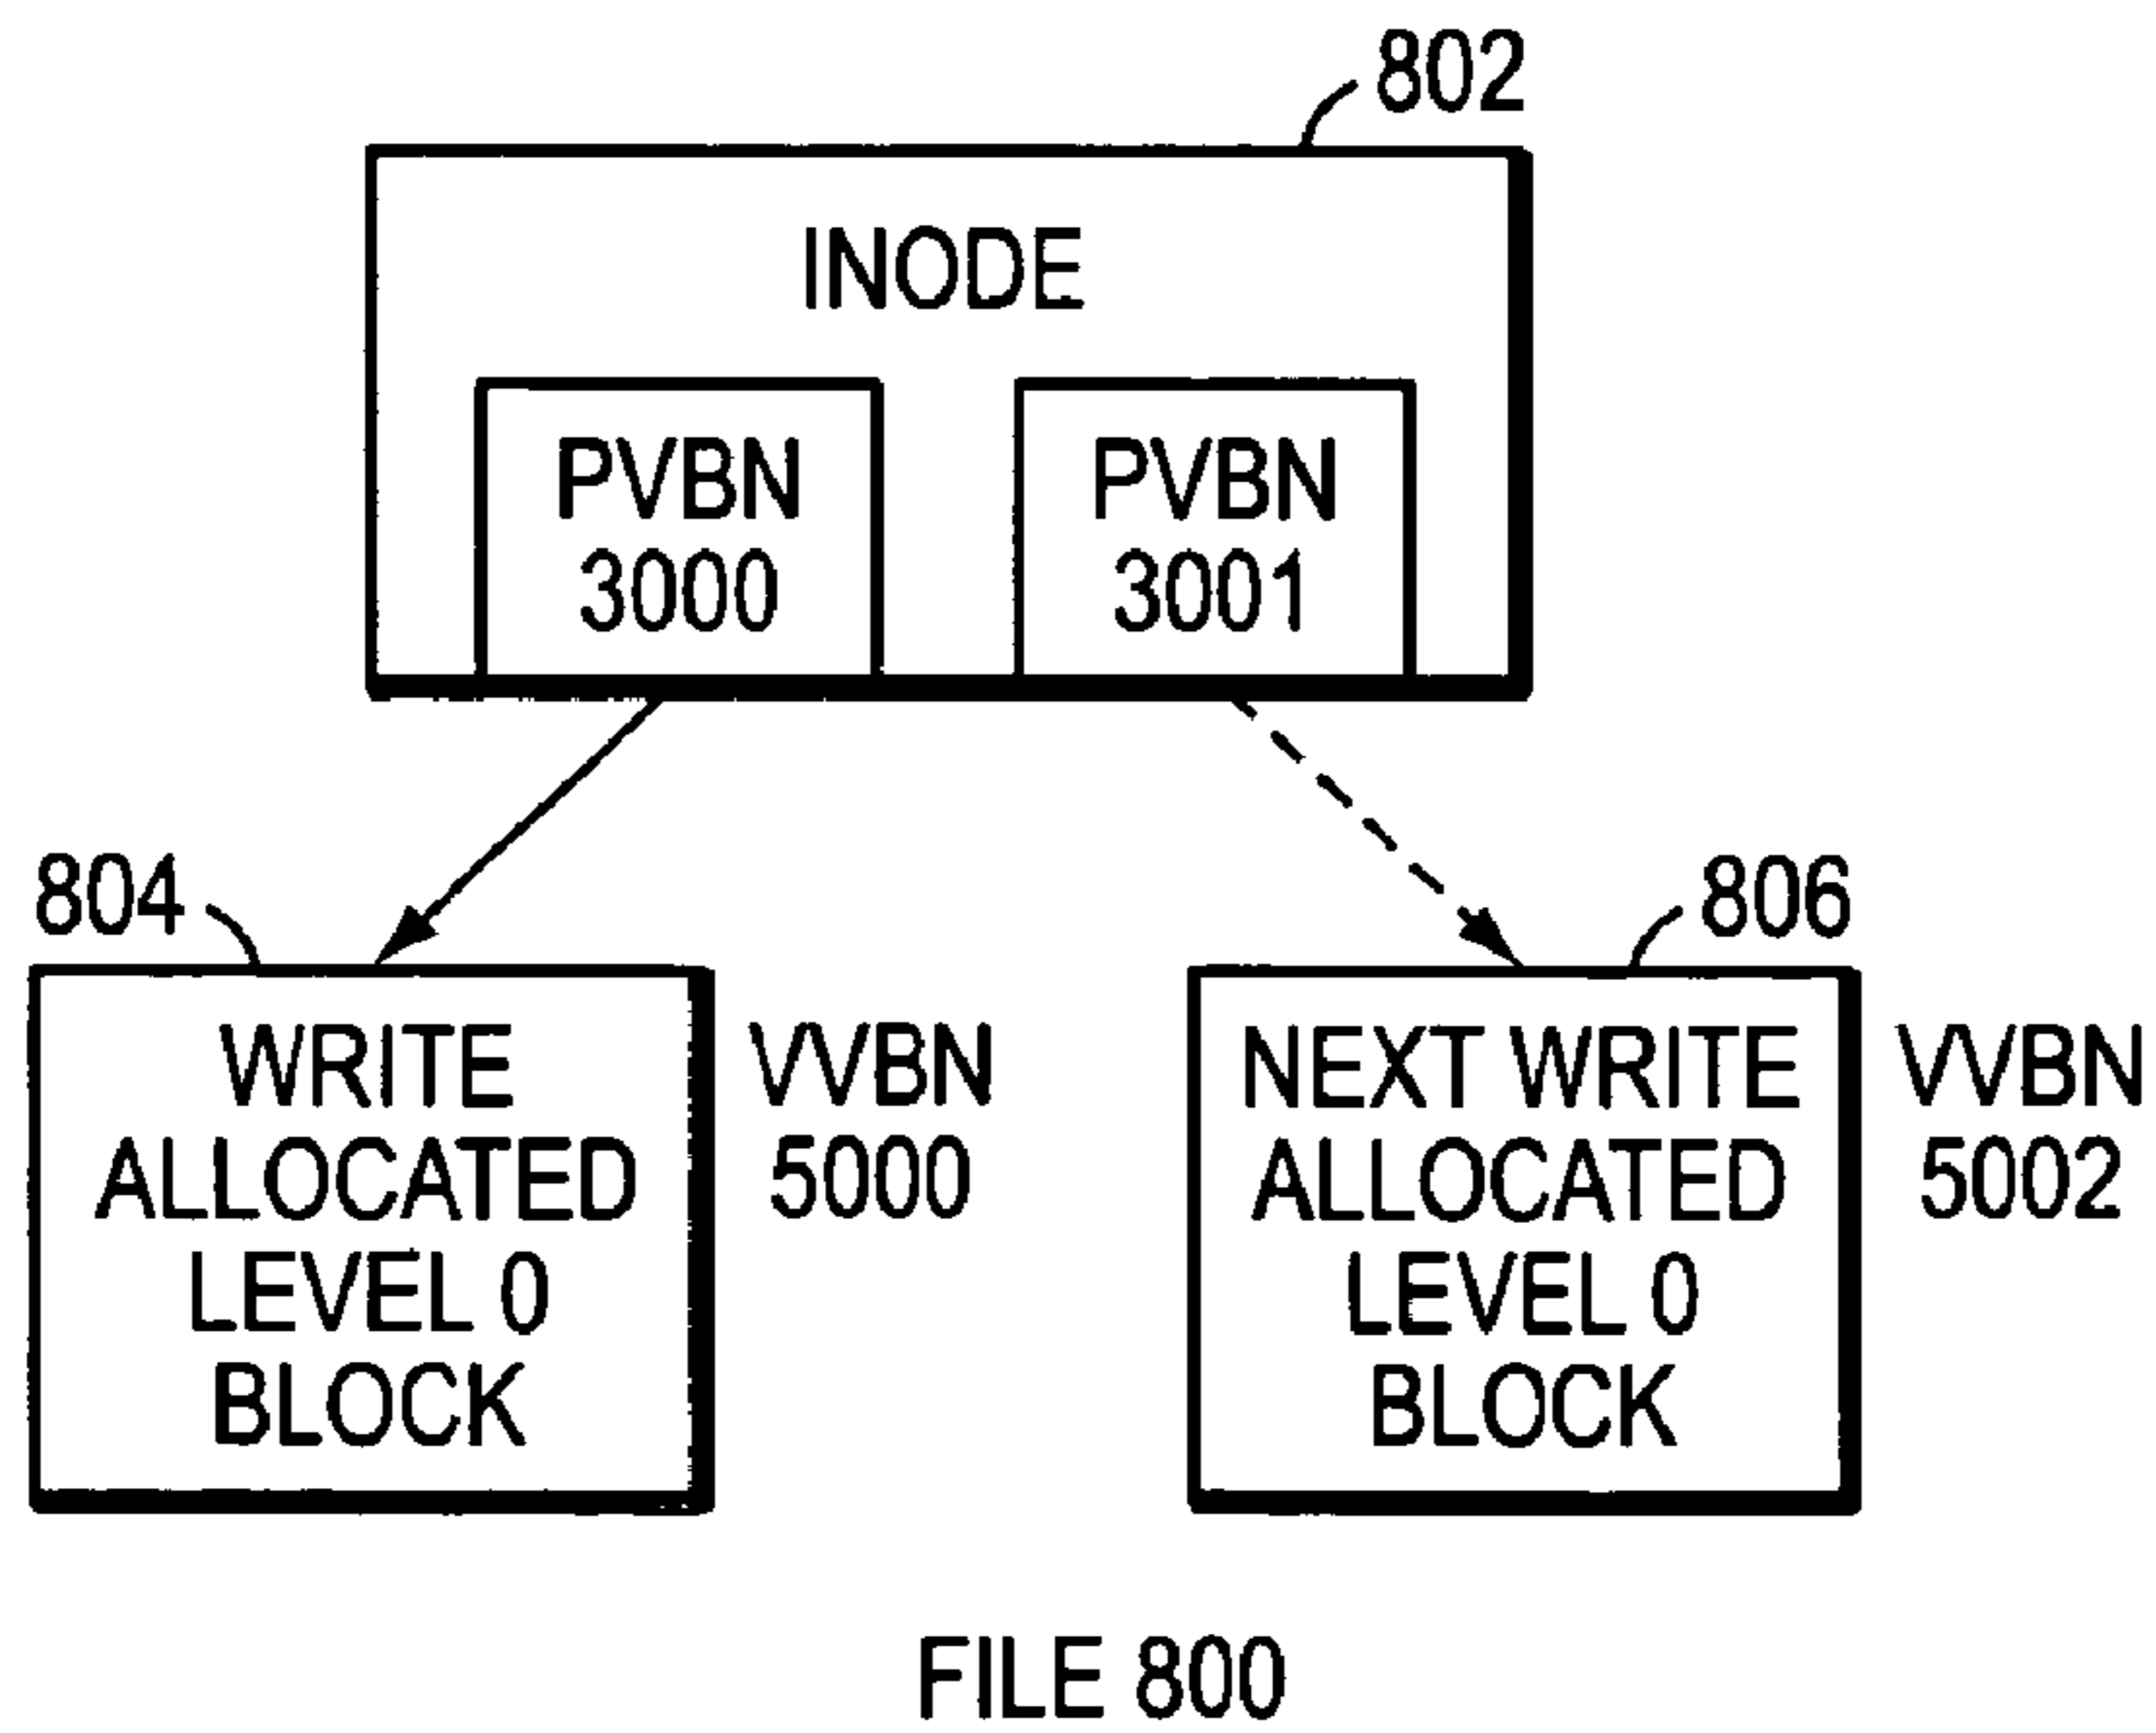 802
INODE
PVBN
3000
PVBN
3001
804
806
WRITE
ALLOCATED
LEVEL 0
BLOCK
VVBN
5000
NEXT WRITE
ALLOCATED
LEVEL 0
BLOCK
VVBN
5002
FILE 800